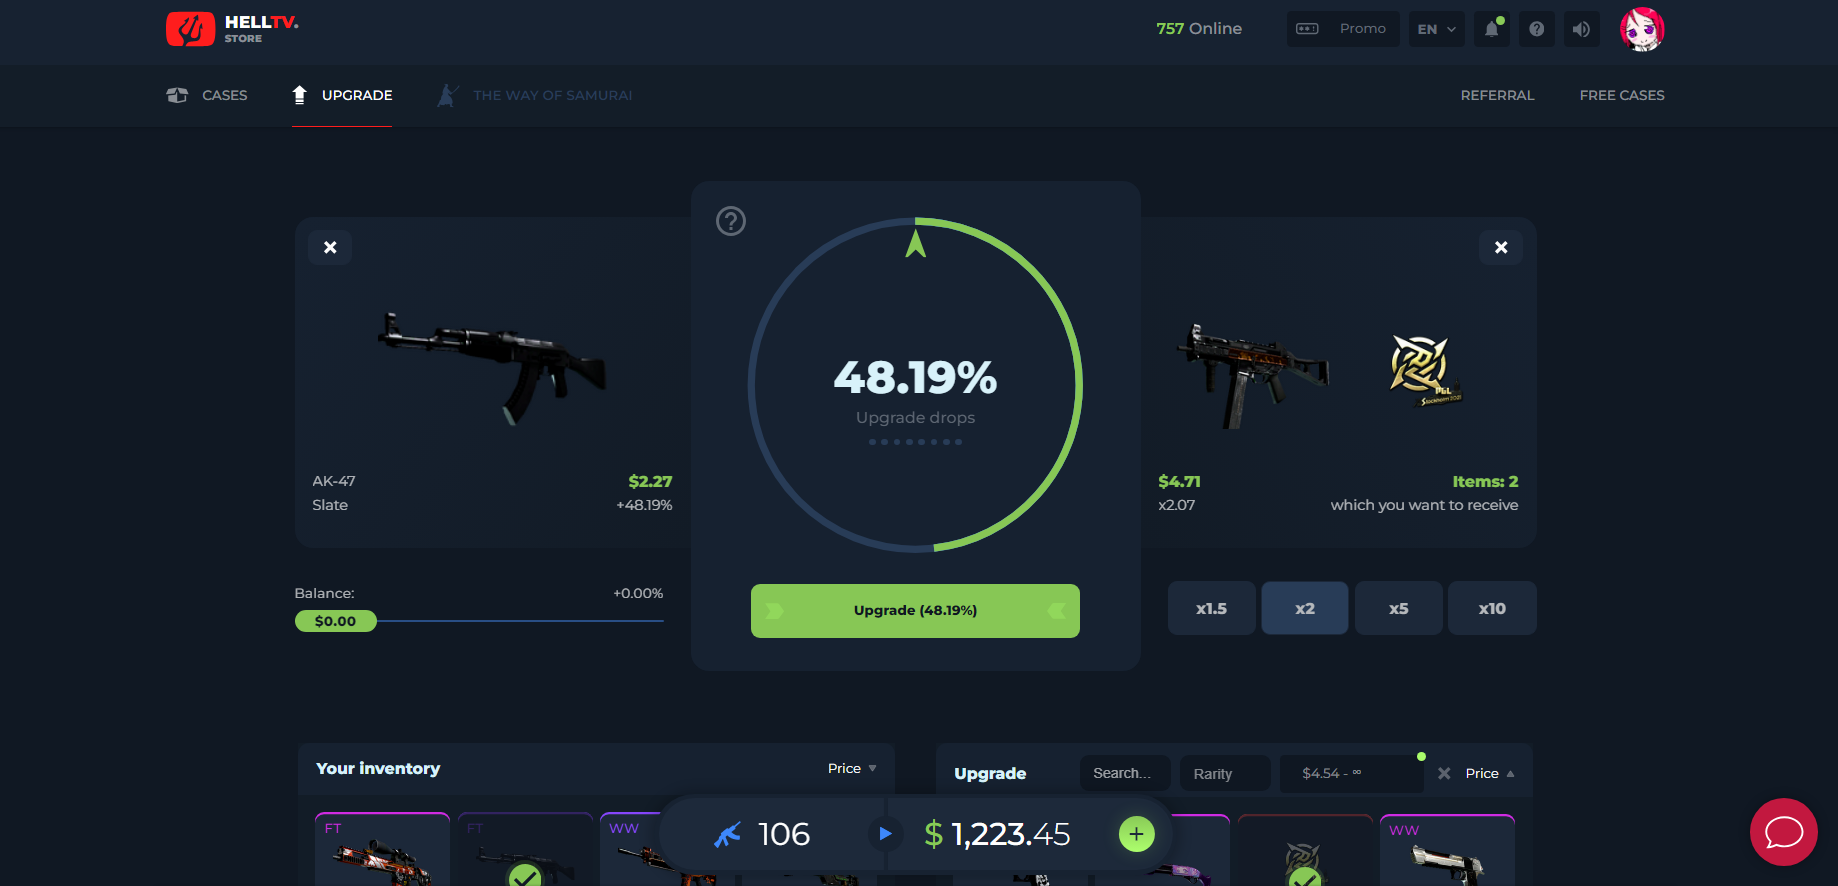 HELLTV.
STORE
757 Online
Promo
EN
CASES
UPGRADE
THE WAY OF SAMURAI
REFERRAL
FREE CASES
48.19%
Upgrade drops
AK-47
$2.27
Slate
+48.19%
PGL
Stockholm 2021
$4.71
Items: 2
x2.07
which you want to receive
Balance:
+0.00%
$0.00
Upgrade (48.19%)
x1.5
x2
x5
x10
Your inventory
Price
Upgrade
Search...
Rarity
$4.54 - ∞
Price
FT
FT
WW
106
$ 1,223.45
WW